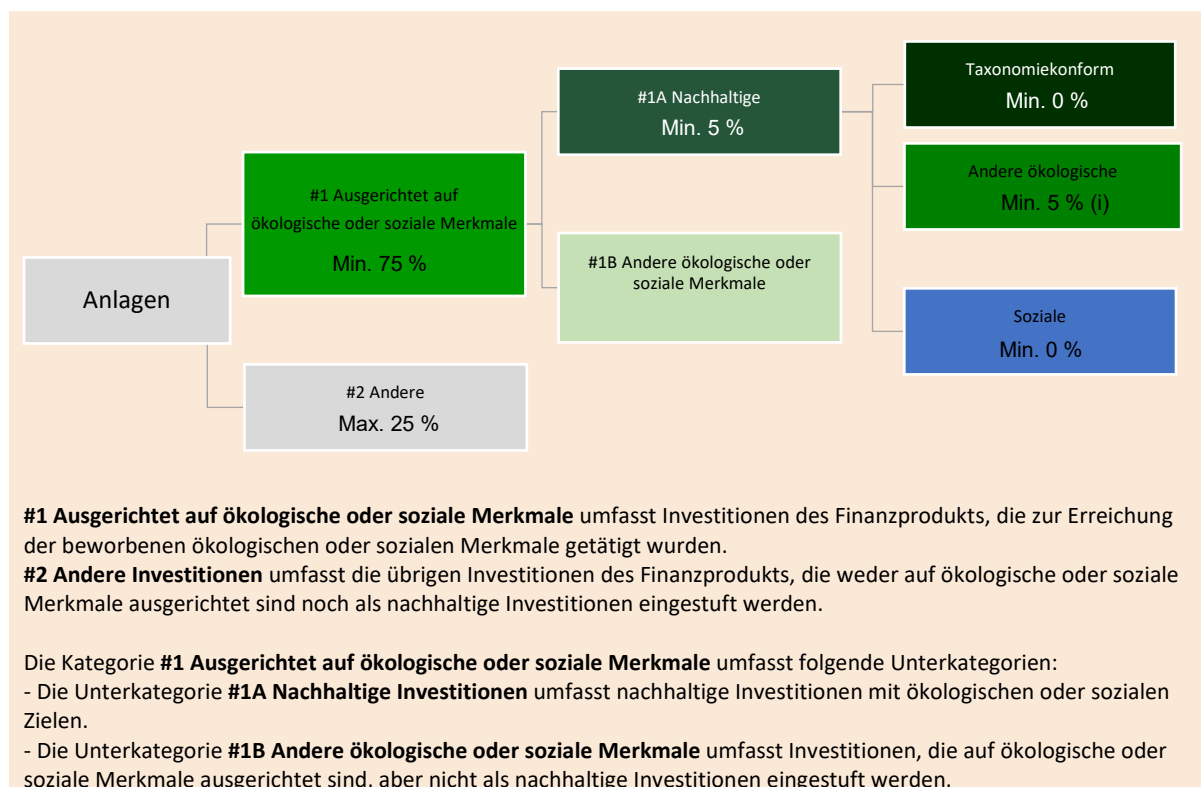 Taxonomiekonform
Min. 0 %
#1A Nachhaltige
Min. 5 %
Andere ökologische
Min. 5 % (i)
#1 Ausgerichtet auf
ökologische oder soziale Merkmale
Min. 75 %
#1B Andere ökologische oder
soziale Merkmale
Anlagen
Soziale
Min. 0 %
#2 Andere
Max. 25 %
#1 Ausgerichtet auf ökologische oder soziale Merkmale umfasst Investitionen des Finanzprodukts, die zur Erreichung
der beworbenen ökologischen oder sozialen Merkmale getätigt wurden.
#2 Andere Investitionen umfasst die übrigen Investitionen des Finanzprodukts, die weder auf ökologische oder soziale
Merkmale ausgerichtet sind noch als nachhaltige Investitionen eingestuft werden.
Die Kategorie #1 Ausgerichtet auf ökologische oder soziale Merkmale umfasst folgende Unterkategorien:
- Die Unterkategorie #1A Nachhaltige Investitionen umfasst nachhaltige Investitionen mit ökologischen oder sozialen
Zielen.
- Die Unterkategorie #1B Andere ökologische oder soziale Merkmale umfasst Investitionen, die auf ökologische oder
soziale Merkmale ausgerichtet sind, aber nicht als nachhaltige Investitionen eingestuft werden.